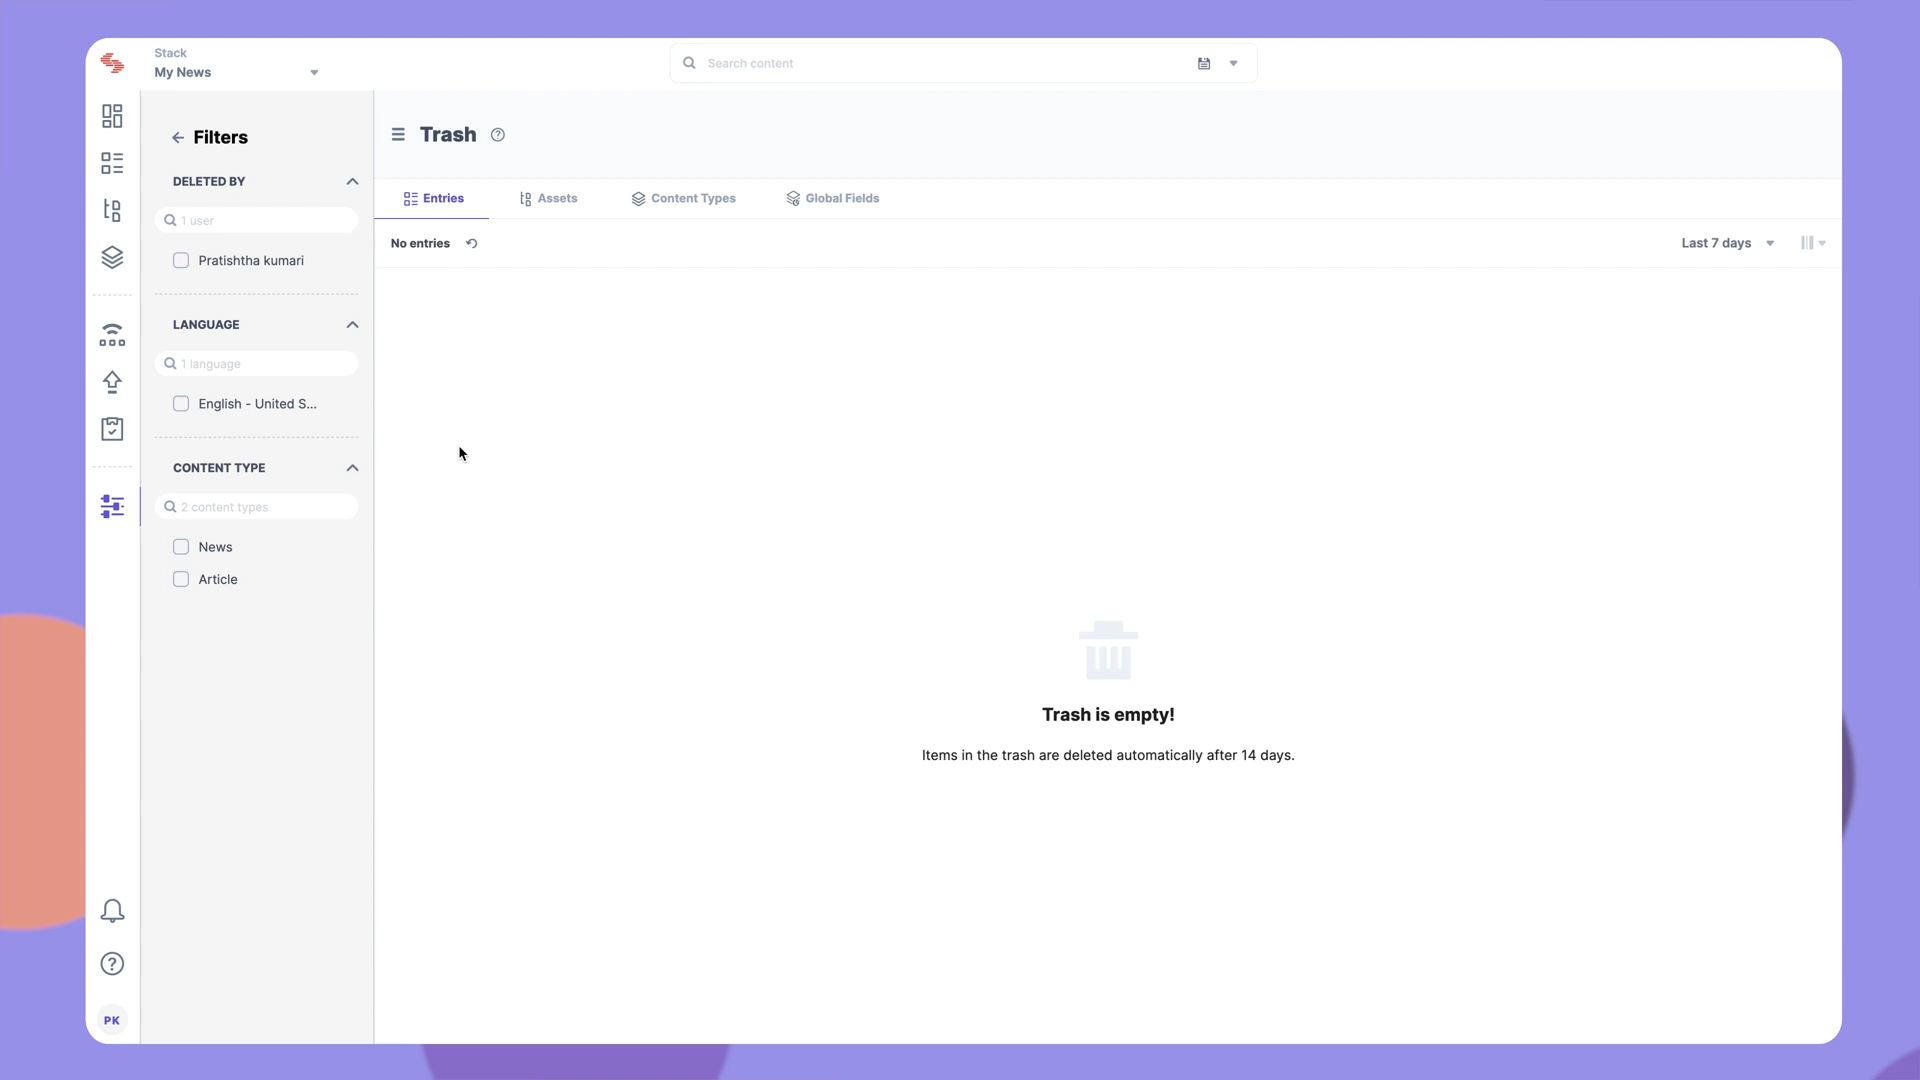 Stack
My News
Search content
Filters
DELETED BY
1 user
Pratishtha kumari
LANGUAGE
1 language
English - United S...
CONTENT TYPE
2 content types
News
Article
PK
Trash
Entries
Assets
Content Types
Global Fields
No entries
Last 7 days
Trash is empty!
Items in the trash are deleted automatically after 14 days.